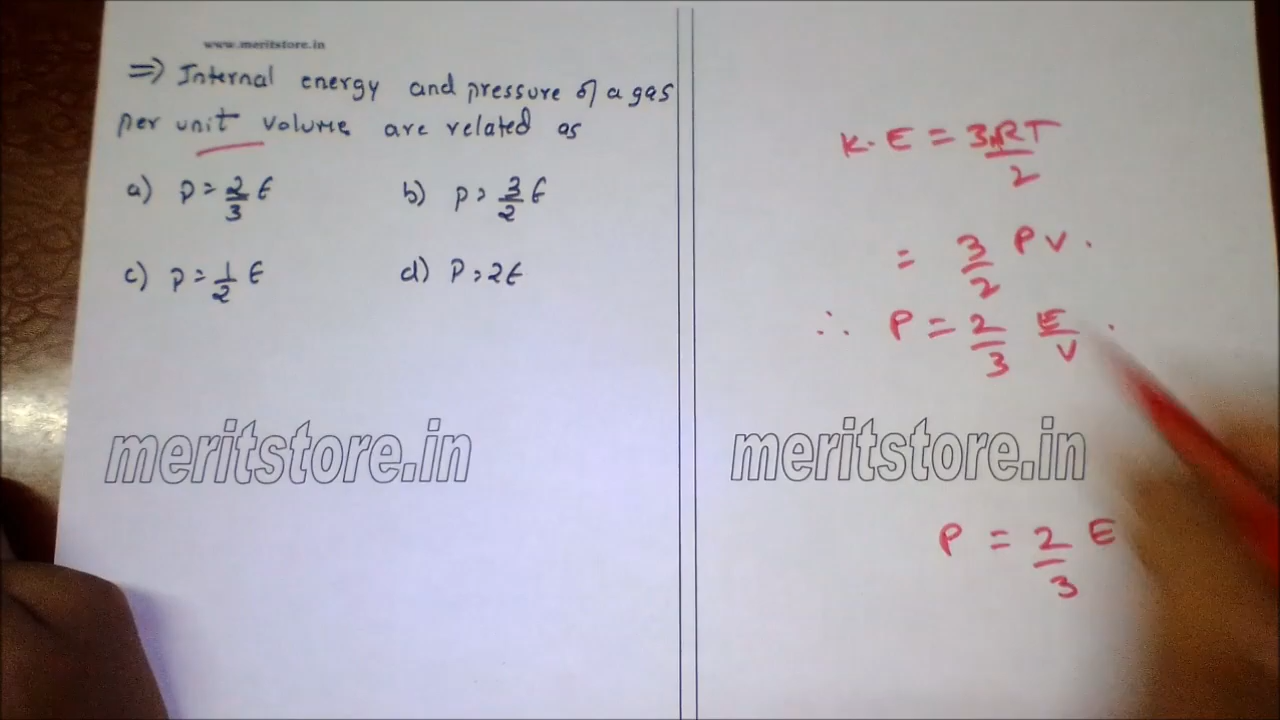 www.meritstore.in
=> Internal energy and pressure of a gas
per unit volume are related as
a) P = 2/3 E b) P = 3/2 E
c) P = 1/2 E d) P = 2E
meritstore.in
K.E = 3nRT/2
= 3/2 PV.
∴ P = 2/3 E/V.
meritstore.in
P = 2/3 E